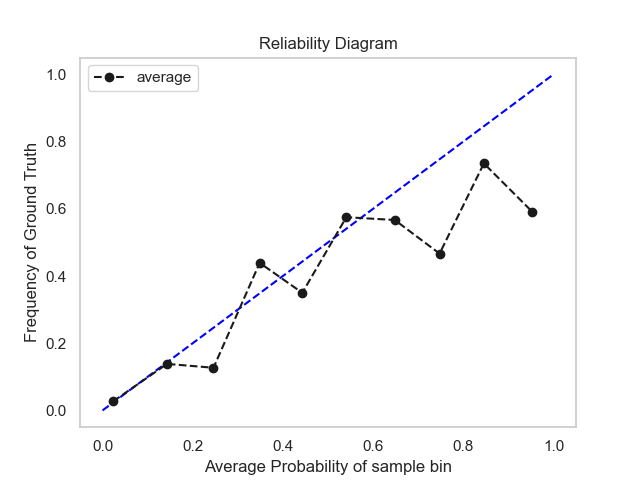 Reliability Diagram
average
Frequency of Ground Truth
1.0
0.8
0.6
0.4
0.2
0.0
0.0 0.2 0.4 0.6 0.8 1.0
Average Probability of sample bin